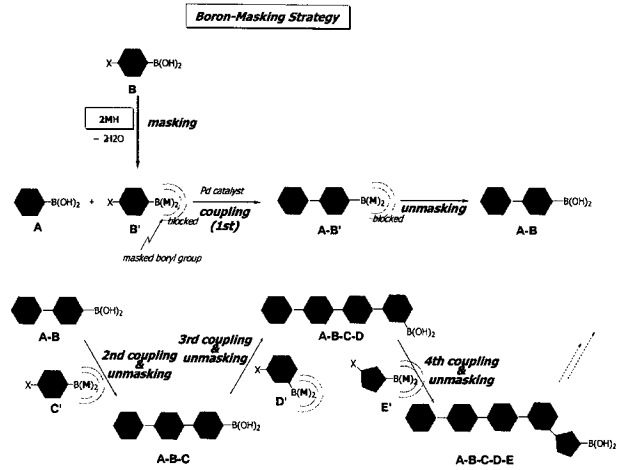 Boron-Masking Strategy
X B(OH)2
B
2MH
– 2H2O
masking
B(OH)2 + X B(M)2 blocked
A
B'
masked boryl group
Pd catalyst
coupling
(1st)
B(M)2 blocked
A-B'
unmasking
B(OH)2
A-B
B(OH)2
A-B
X B(M)2
C'
2nd coupling
&
unmasking
B(OH)2
A-B-C
3rd coupling
&
unmasking
X
B(M)2
D'
B(OH)2
A-B-C-D
X
B(M)2
E'
4th coupling
&
unmasking
B(OH)2
A-B-C-D-E